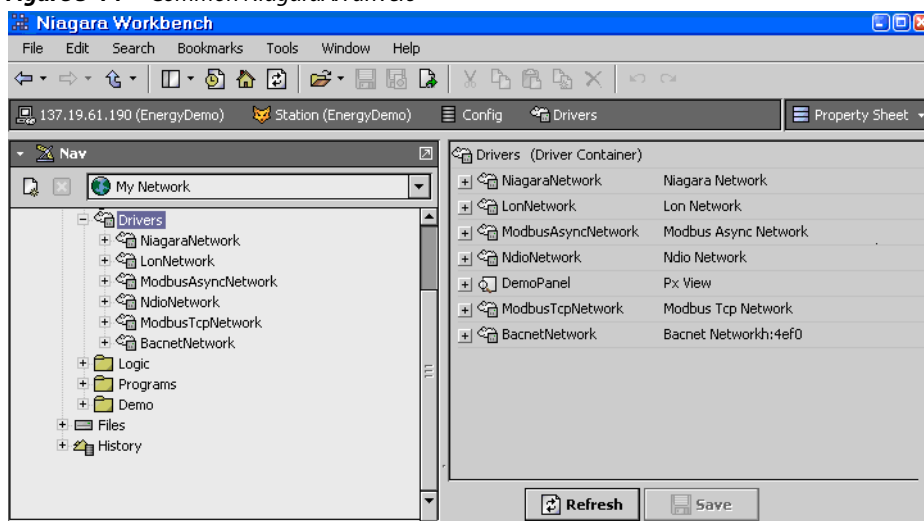 Niagara Workbench
File Edit Search Bookmarks Tools Window Help
137.19.61.190 (EnergyDemo) Station (EnergyDemo) Config Drivers Property Sheet
Nav
My Network
Drivers
NiagaraNetwork
LonNetwork
ModbusAsyncNetwork
NdioNetwork
ModbusTcpNetwork
BacnetNetwork
Logic
Programs
Demo
Files
History
Drivers (Driver Container)
NiagaraNetwork Niagara Network
LonNetwork Lon Network
ModbusAsyncNetwork Modbus Async Network
NdioNetwork Ndio Network
DemoPanel Px View
ModbusTcpNetwork Modbus Tcp Network
BacnetNetwork Bacnet Networkh:4ef0
Refresh Save